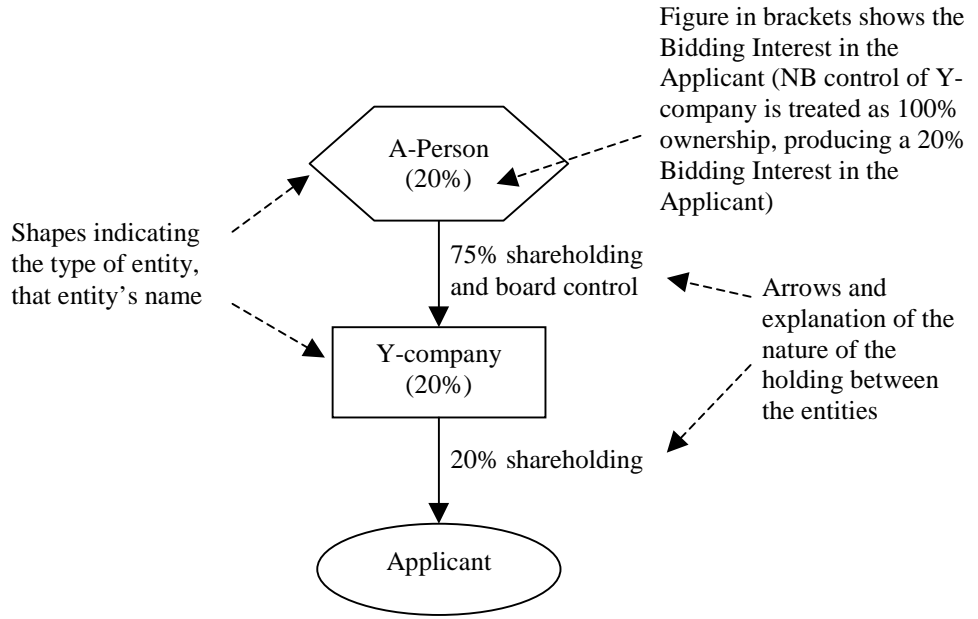 Figure in brackets shows the
Bidding Interest in the
Applicant (NB control of Y-
company is treated as 100%
ownership, producing a 20%
Bidding Interest in the
Applicant)
A-Person
(20%)
Shapes indicating
the type of entity,
that entity’s name
75% shareholding
and board control
Arrows and
explanation of the
nature of the
holding between
the entities
Y-company
(20%)
20% shareholding
Applicant